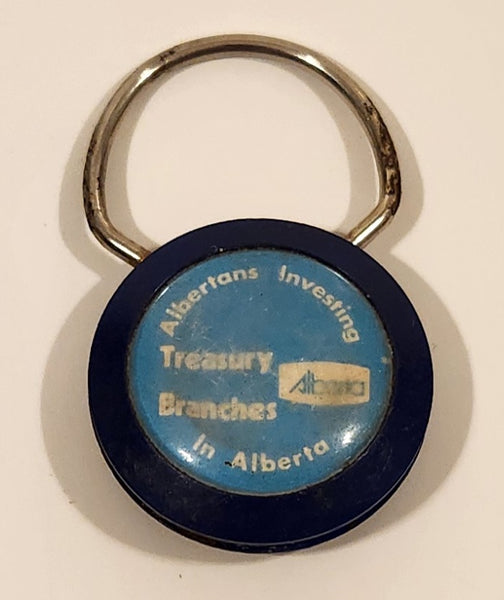 Albertans Investing
Treasury
Branches
Alberta
In Alberta